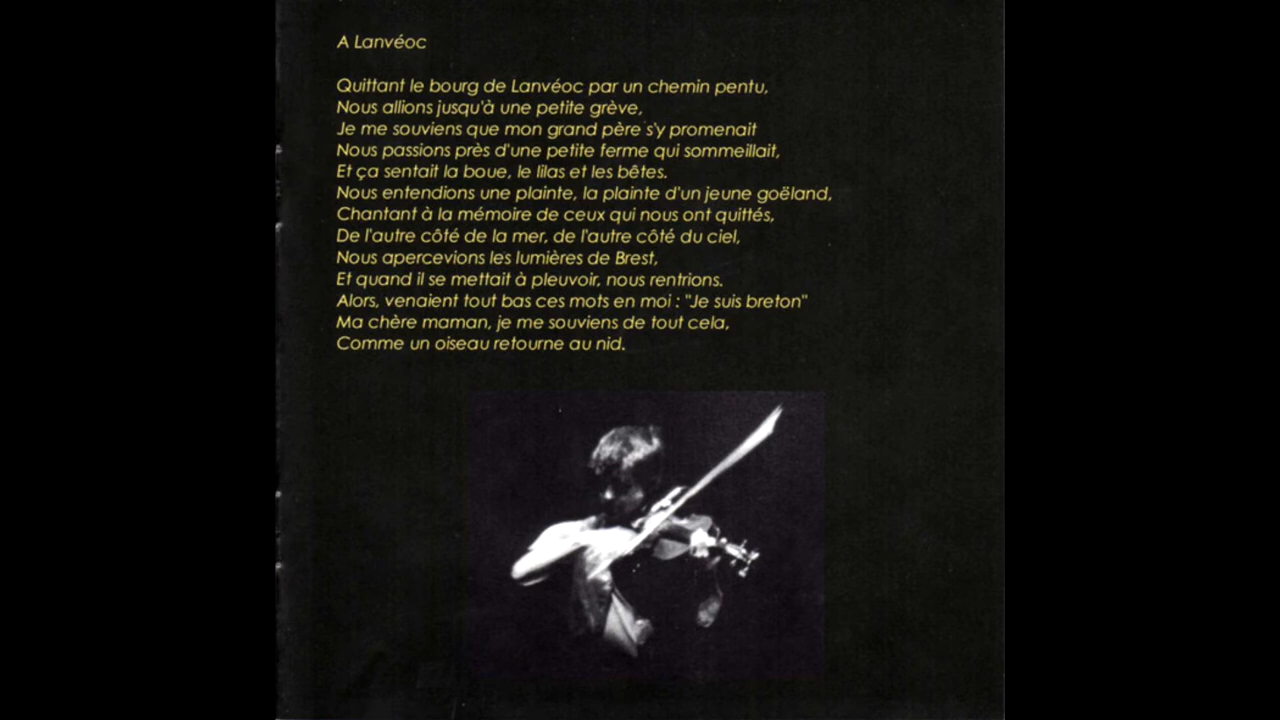 A Lanvéoc
Quittant le bourg de Lanvéoc par un chemin pentu,
Nous allions jusqu'à une petite grève,
Je me souviens que mon grand père s'y promenait
Nous passions près d'une petite ferme qui sommeillait,
Et ça sentait la boue, le lilas et les bêtes.
Nous entendions une plainte, la plainte d'un jeune goëland,
Chantant à la mémoire de ceux qui nous ont quittés,
De l'autre côté de la mer, de l'autre côté du ciel,
Nous apercevions les lumières de Brest,
Et quand il se mettait à pleuvoir, nous rentrions.
Alors, venaient tout bas ces mots en moi : "Je suis breton"
Ma chère maman, je me souviens de tout cela,
Comme un oiseau retourne au nid.